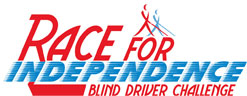 RACE FOR
INDEPENDENCE
BLIND DRIVER CHALLENGE